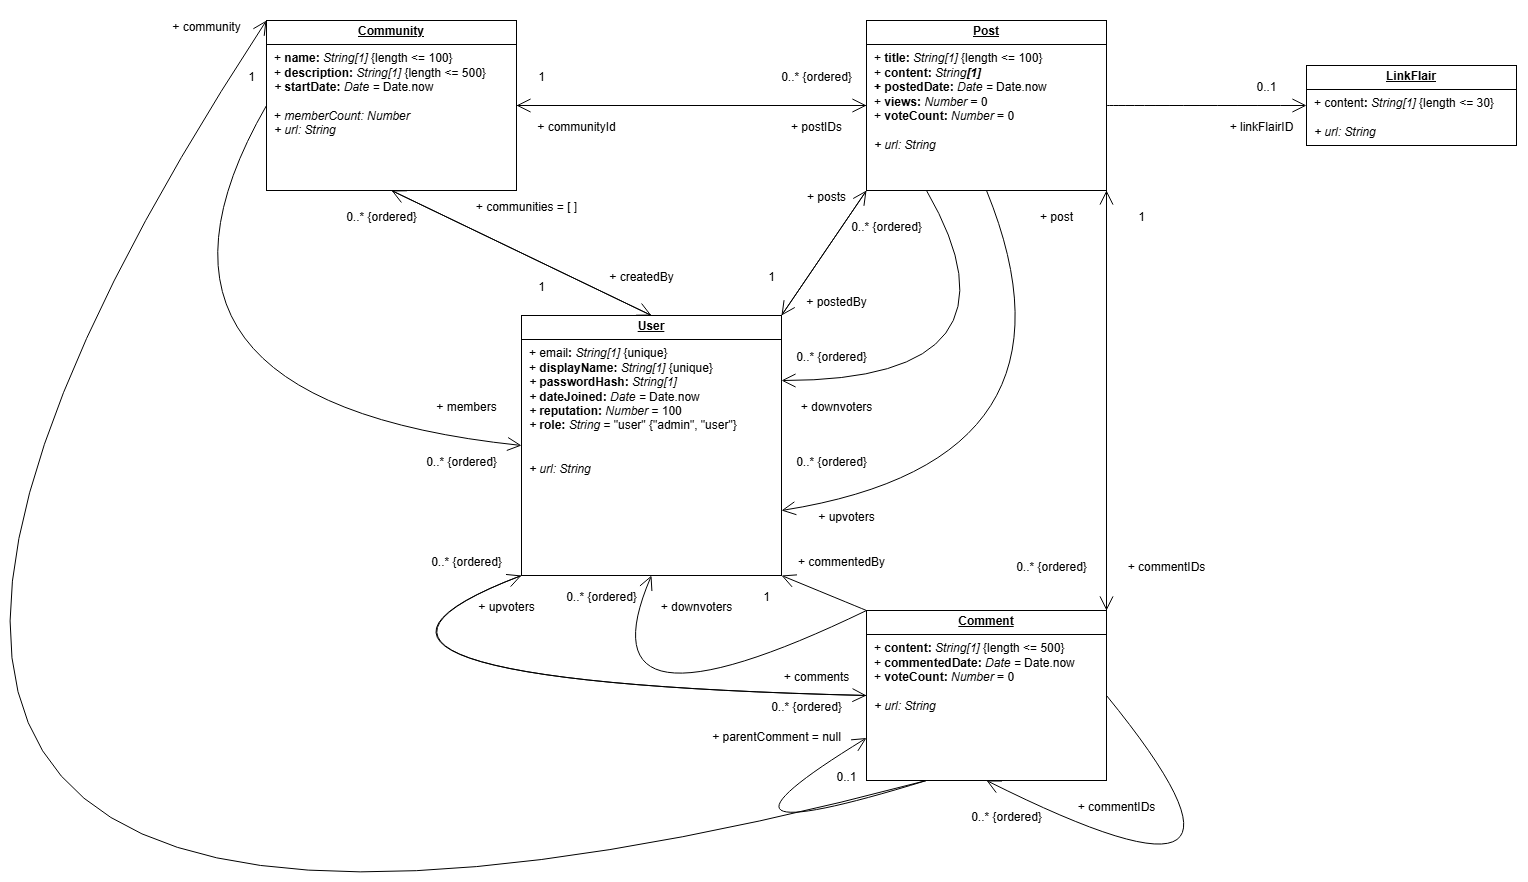 + community
1
Community
+ name: String[1] {length <= 100}
+ description: String[1] {length <= 500}
+ startDate: Date = Date.now
+ memberCount: Number
+ url: String
1
+ communityId
0..* {ordered}
+ postIDs
Post
+ title: String[1] {length <= 100}
+ content: String[1]
+ postedDate: Date = Date.now
+ views: Number = 0
+ voteCount: Number = 0
+ url: String
0..1
+ linkFlairID
LinkFlair
+ content: String[1] {length <= 30}
+ url: String
0..* {ordered}
+ communities = [ ]
+ createdBy
1
+ posts
0..* {ordered}
1
+ postedBy
+ post
1
User
+ email: String[1] {unique}
+ displayName: String[1] {unique}
+ passwordHash: String[1]
+ dateJoined: Date = Date.now
+ reputation: Number = 100
+ role: String = "user" {"admin", "user"}
+ url: String
+ members
0..* {ordered}
0..* {ordered}
+ downvoters
0..* {ordered}
+ upvoters
0..* {ordered}
+ upvoters
0..* {ordered}
+ downvoters
+ commentedBy
1
0..* {ordered}
+ commentIDs
Comment
+ content: String[1] {length <= 500}
+ commentedDate: Date = Date.now
+ voteCount: Number = 0
+ url: String
+ comments
0..* {ordered}
+ parentComment = null
0..1
0..* {ordered}
+ commentIDs